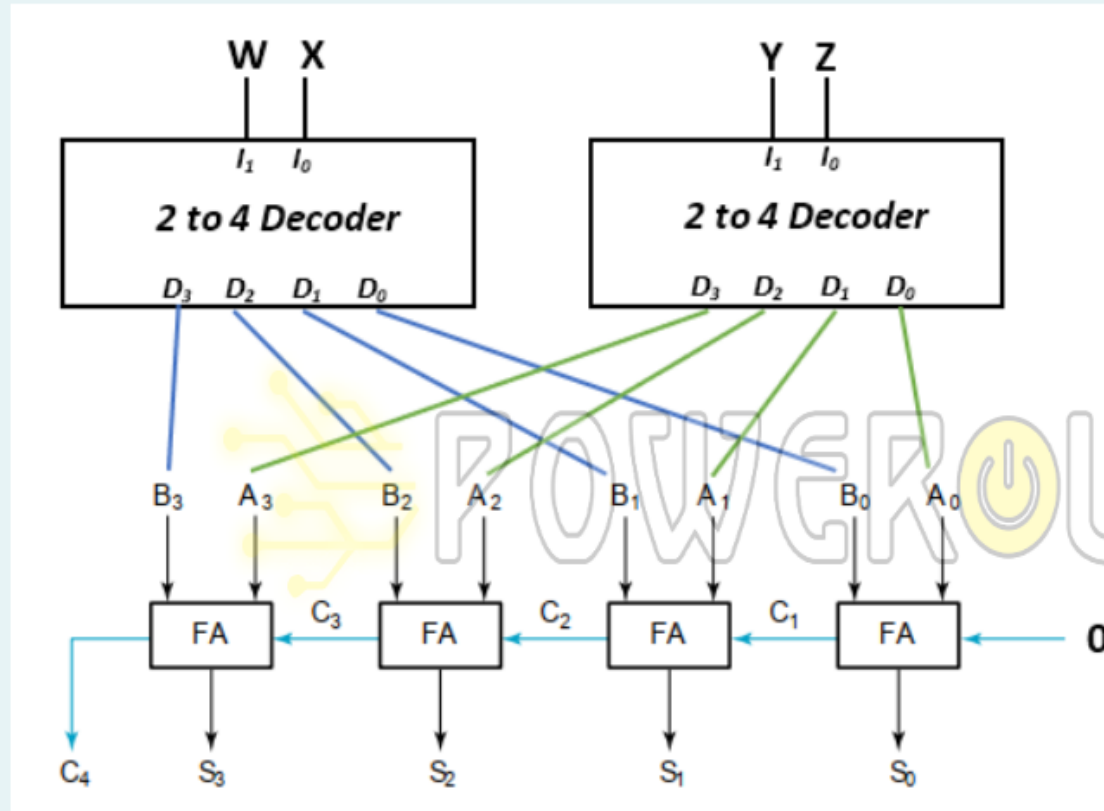 W X Y Z
I1 I0 I1 I0
2 to 4 Decoder 2 to 4 Decoder
D3 D2 D1 D0 D3 D2 D1 D0
POWERU
B3 A3 B2 A2 B1 A1 B0 A0
FA C3 FA C2 FA C1 FA 0
C4 S3 S2 S1 S0